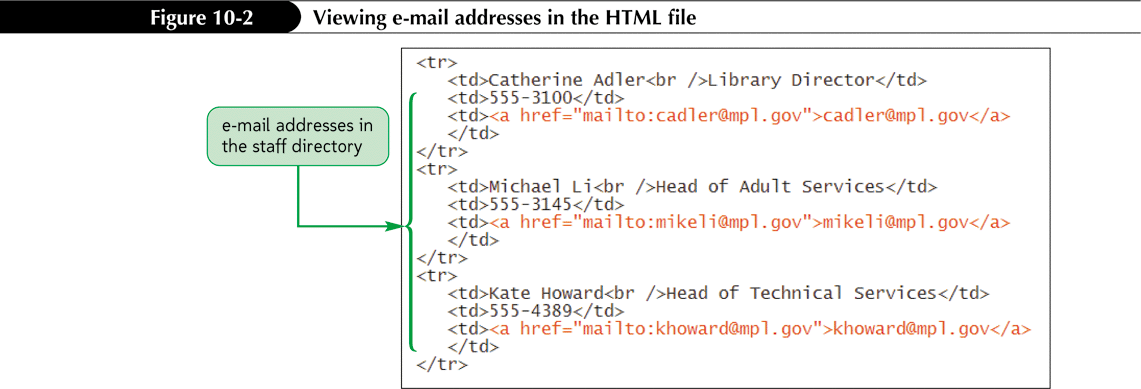 Figure 10-2 Viewing e-mail addresses in the HTML file
e-mail addresses in
the staff directory
<tr>
<td>Catherine Adler<br />Library Director</td>
<td>555-3100</td>
<td><a href="mailto:cadler@mpl.gov">cadler@mpl.gov</a>
</td>
</tr>
<tr>
<td>Michael Li<br />Head of Adult Services</td>
<td>555-3145</td>
<td><a href="mailto:mikeli@mpl.gov">mikeli@mpl.gov</a>
</td>
</tr>
<tr>
<td>Kate Howard<br />Head of Technical Services</td>
<td>555-4389</td>
<td><a href="mailto:khoward@mpl.gov">khoward@mpl.gov</a>
</td>
</tr>